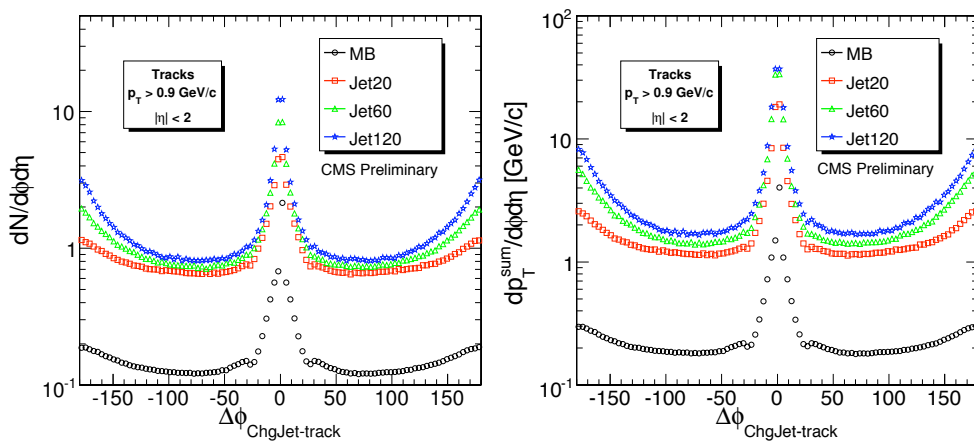 dN/dφdη
10
1
10⁻¹
Tracks
p_T > 0.9 GeV/c
|η| < 2
MB
Jet20
Jet60
Jet120
CMS Preliminary
-150 -100 -50 0 50 100 150
Δϕ_ChgJet-track
dp_T^sum/dφdη [GeV/c]
10²
10
1
10⁻¹
Tracks
p_T > 0.9 GeV/c
|η| < 2
MB
Jet20
Jet60
Jet120
CMS Preliminary
-150 -100 -50 0 50 100 150
Δϕ_ChgJet-track